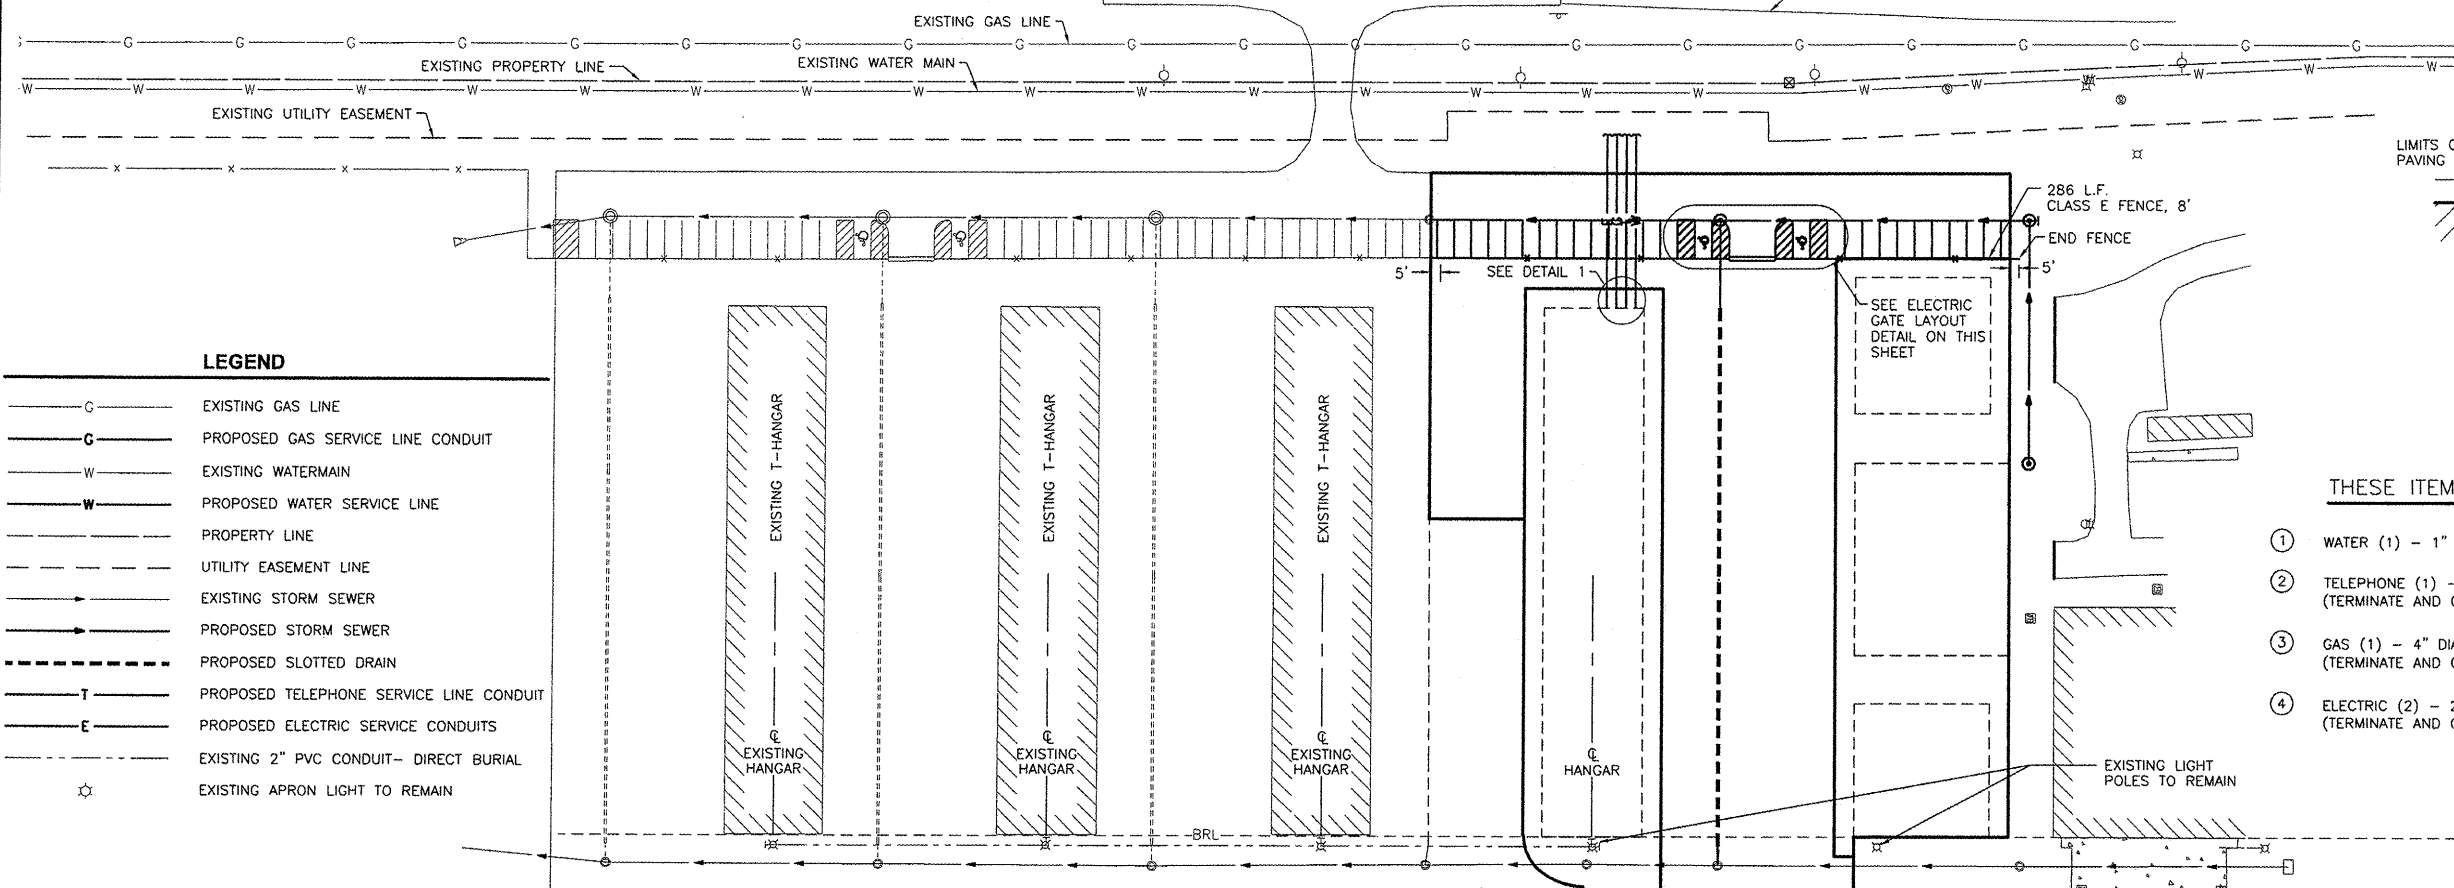 EXISTING GAS LINE
EXISTING PROPERTY LINE
EXISTING WATER MAIN
EXISTING UTILITY EASEMENT
G G G G G G G G G G G G G G G G G G G G G
W W W W W W W W W W W W W W W W W W W W W W
LIMITS
PAVING
286 L.F.
CLASS E FENCE, 8'
END FENCE
5'
SEE DETAIL 1
5'
SEE ELECTRIC
GATE LAYOUT
DETAIL ON THIS
SHEET
LEGEND
G EXISTING GAS LINE
G PROPOSED GAS SERVICE LINE CONDUIT
W EXISTING WATERMAIN
W PROPOSED WATER SERVICE LINE
PROPERTY LINE
UTILITY EASEMENT LINE
EXISTING STORM SEWER
PROPOSED STORM SEWER
PROPOSED SLOTTED DRAIN
T PROPOSED TELEPHONE SERVICE LINE CONDUIT
E PROPOSED ELECTRIC SERVICE CONDUITS
EXISTING 2" PVC CONDUIT- DIRECT BURIAL
EXISTING APRON LIGHT TO REMAIN
EXISTING T-HANGAR
EXISTING T-HANGAR
EXISTING T-HANGAR
℄
EXISTING
HANGAR
℄
EXISTING
HANGAR
℄
EXISTING
HANGAR
℄
HANGAR
BRL
EXISTING LIGHT
POLES TO REMAIN
THESE ITEM
1 WATER (1) - 1"
2 TELEPHONE (1) -
(TERMINATE AND
3 GAS (1) - 4"
(TERMINATE AND
4 ELECTRIC (2) - 2
(TERMINATE AND